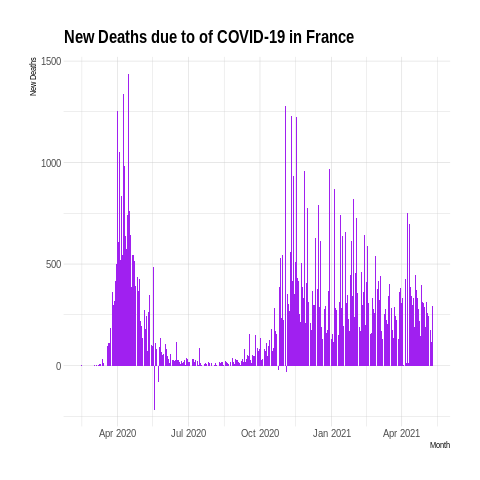 New Deaths due to of COVID-19 in France
New Deaths
1500
1000
500
0
Apr 2020 Jul 2020 Oct 2020 Jan 2021 Apr 2021
Month